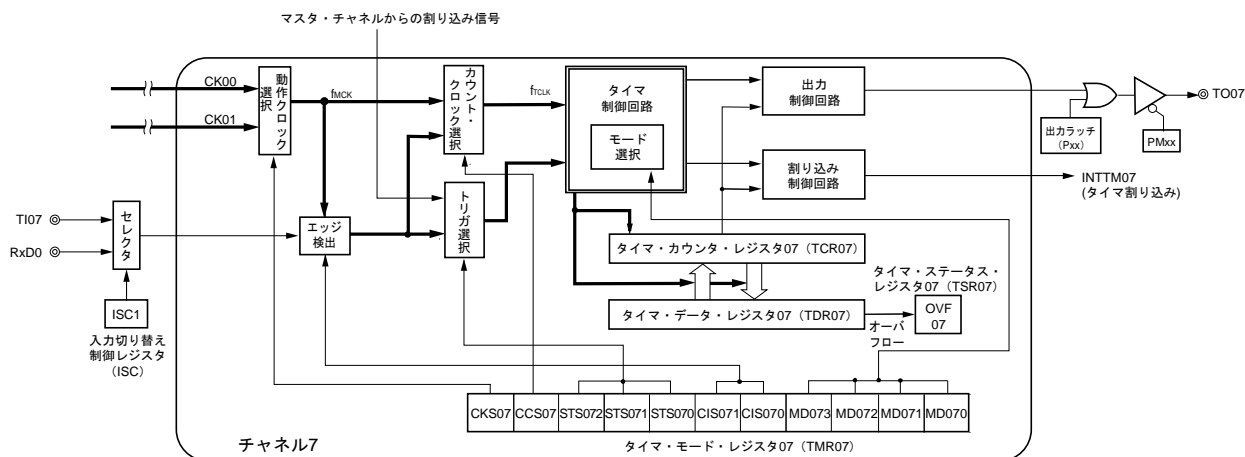 マスタ・チャネルからの割り込み信号
CK00
CK01
動作クロック
選択
fMCK
カウント・
クロック選択
fTCLK
タイマ
制御回路
モード
選択
出力
制御回路
出力ラッチ
(Pxx)
PMxx
TO07
割り込み
制御回路
INTTM07
(タイマ割り込み)
TI07
RxD0
セレクタ
エッジ
検出
トリガ
選択
ISC1
入力切り替え
制御レジスタ
(ISC)
タイマ・カウンタ・レジスタ07(TCR07)
タイマ・データ・レジスタ07(TDR07)
タイマ・ステータス・
レジスタ07(TSR07)
OVF
07
オーバ
フロー
CKS07 CCS07 STS072 STS071 STS070 CIS071 CIS070 MD073 MD072 MD071 MD070
チャネル7
タイマ・モード・レジスタ07(TMR07)